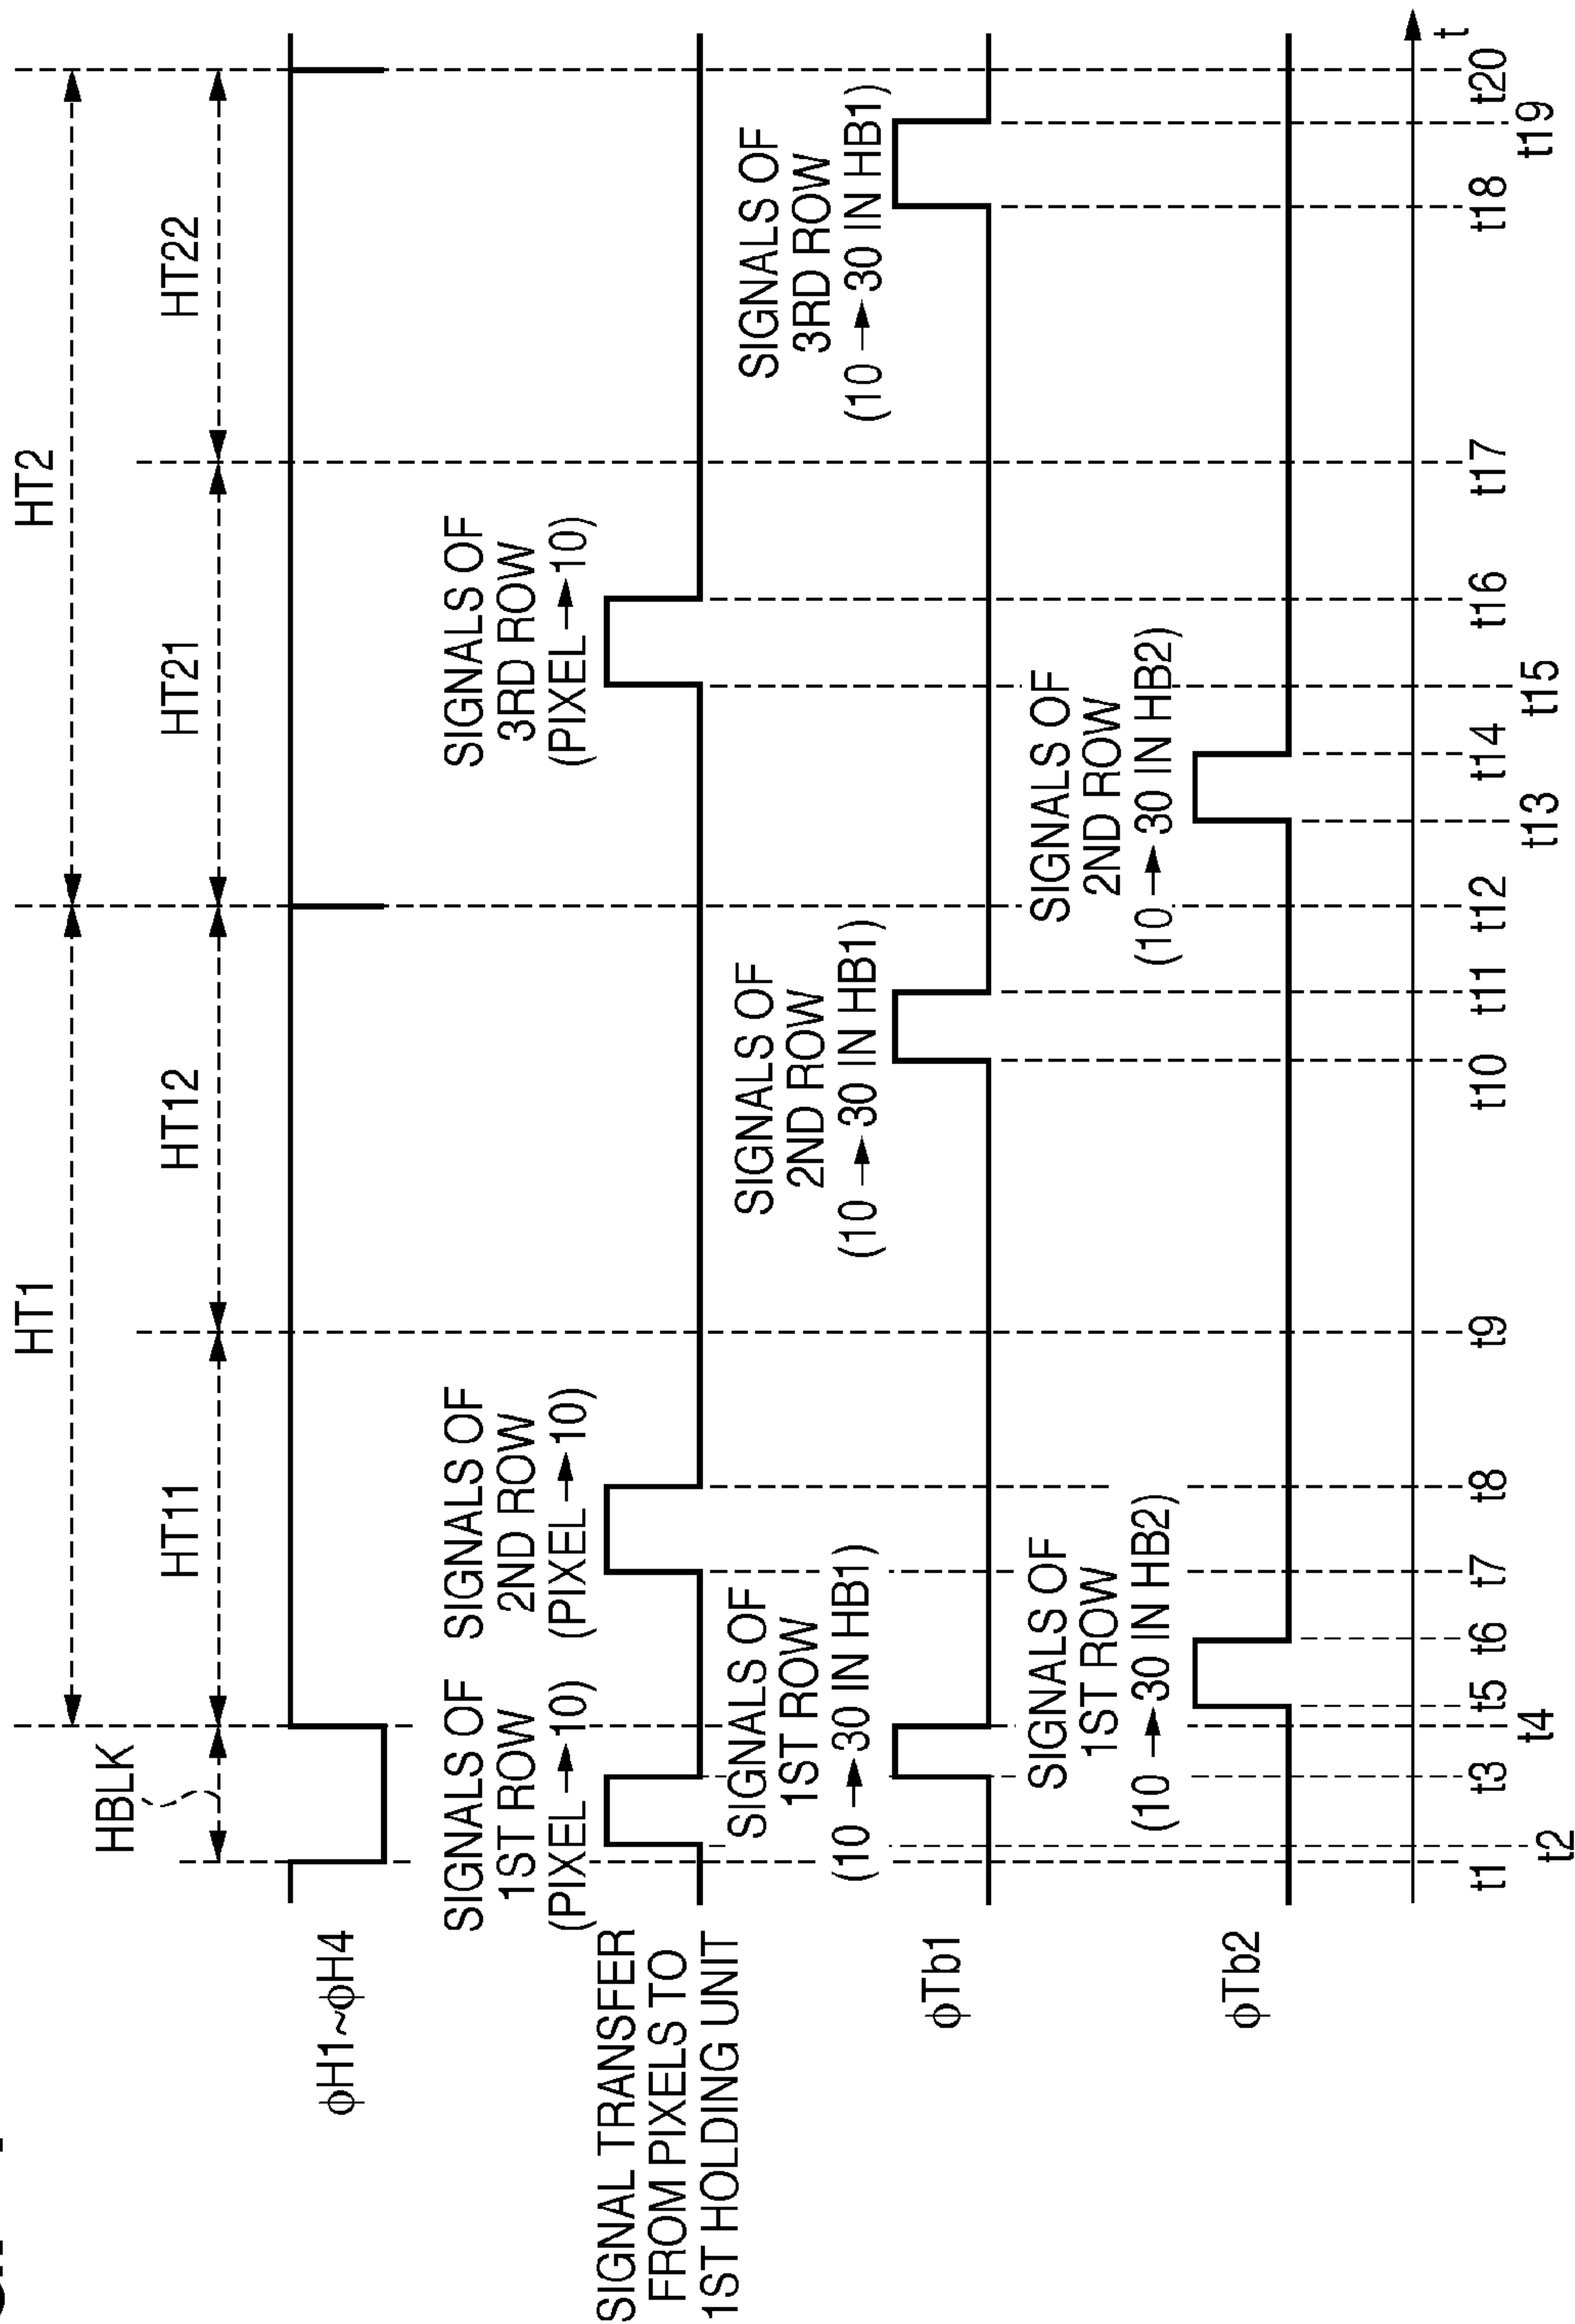 HT1
HT2
HBLK
HT11
HT12
HT21
HT22
φH1~φH4
SIGNAL TRANSFER
FROM PIXELS TO
1ST HOLDING UNIT
SIGNALS OF
1ST ROW
(PIXEL→10)
SIGNALS OF
2ND ROW
(PIXEL→10)
SIGNALS OF
3RD ROW
(PIXEL→10)
φTb1
SIGNALS OF
1ST ROW
(10→30 IN HB1)
SIGNALS OF
2ND ROW
(10→30 IN HB1)
SIGNALS OF
3RD ROW
(10→30 IN HB1)
φTb2
SIGNALS OF
1ST ROW
(10→30 IN HB2)
SIGNALS OF
2ND ROW
(10→30 IN HB2)
t
t1 t2 t3 t4 t5 t6 t7 t8 t9 t10 t11 t12 t13 t14 t15 t16 t17 t18 t19 t20